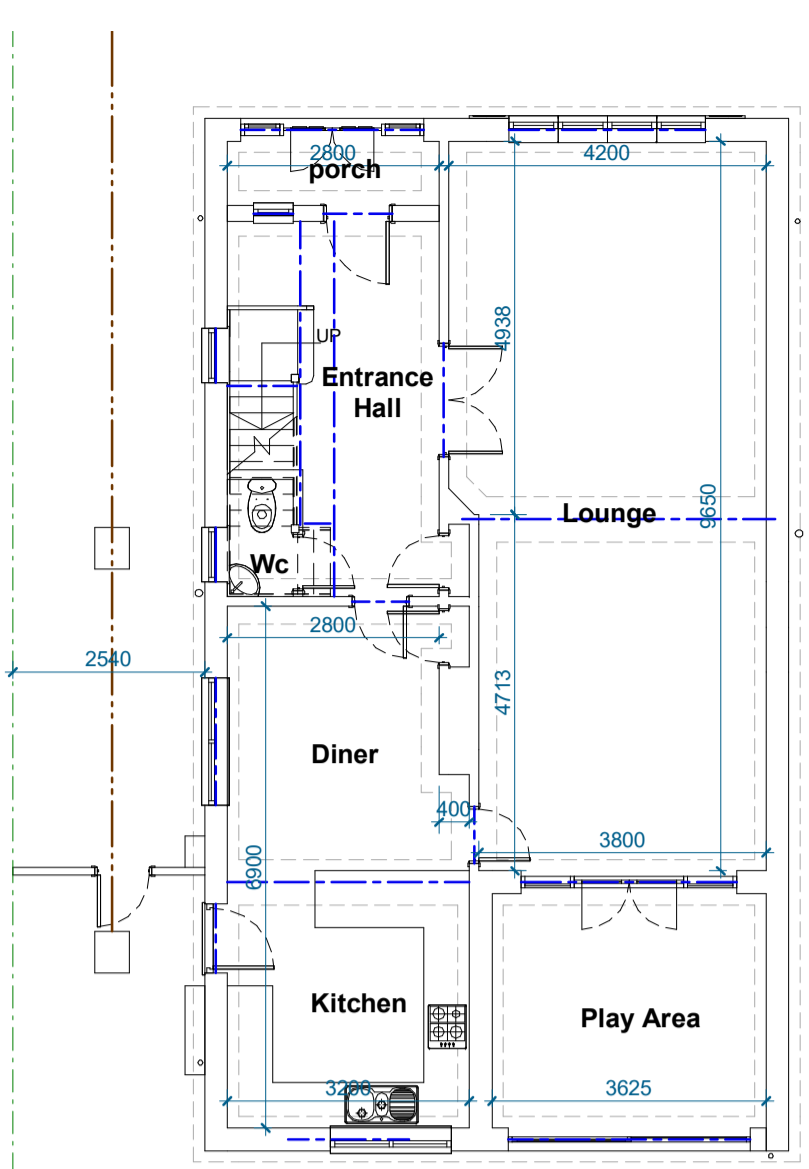 2800
porch
4200
4938
UP
Entrance
Hall
9650
Lounge
Wc
2800
2540
4713
Diner
400
3800
6900
Kitchen
Play Area
3200
3625